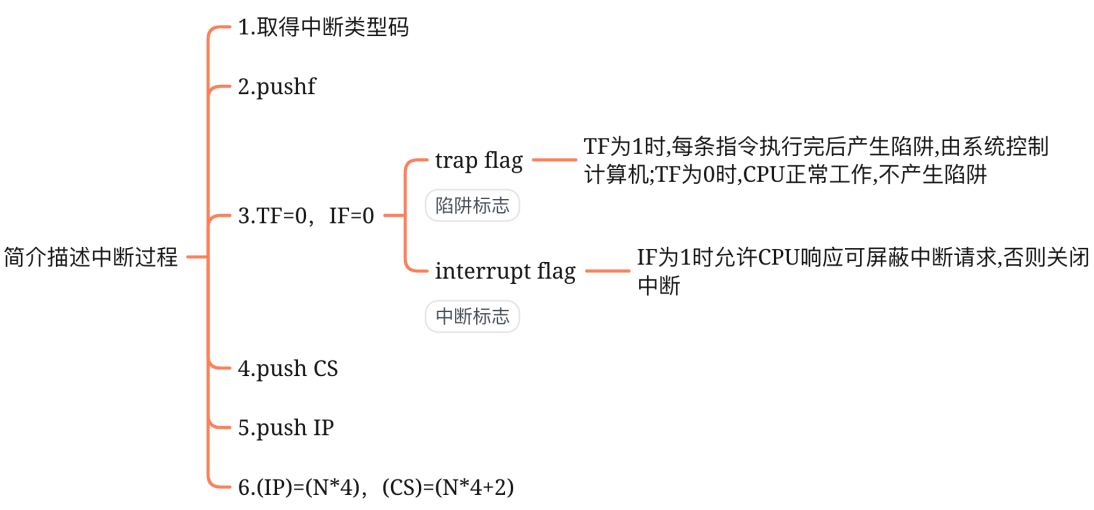 简介描述中断过程
1.取得中断类型码
2.pushf
3.TF=0，IF=0
trap flag
陷阱标志
TF为1时,每条指令执行完后产生陷阱,由系统控制
计算机;TF为0时,CPU正常工作,不产生陷阱
interrupt flag
中断标志
IF为1时允许CPU响应可屏蔽中断请求,否则关闭
中断
4.push CS
5.push IP
6.(IP)=(N*4)，(CS)=(N*4+2)